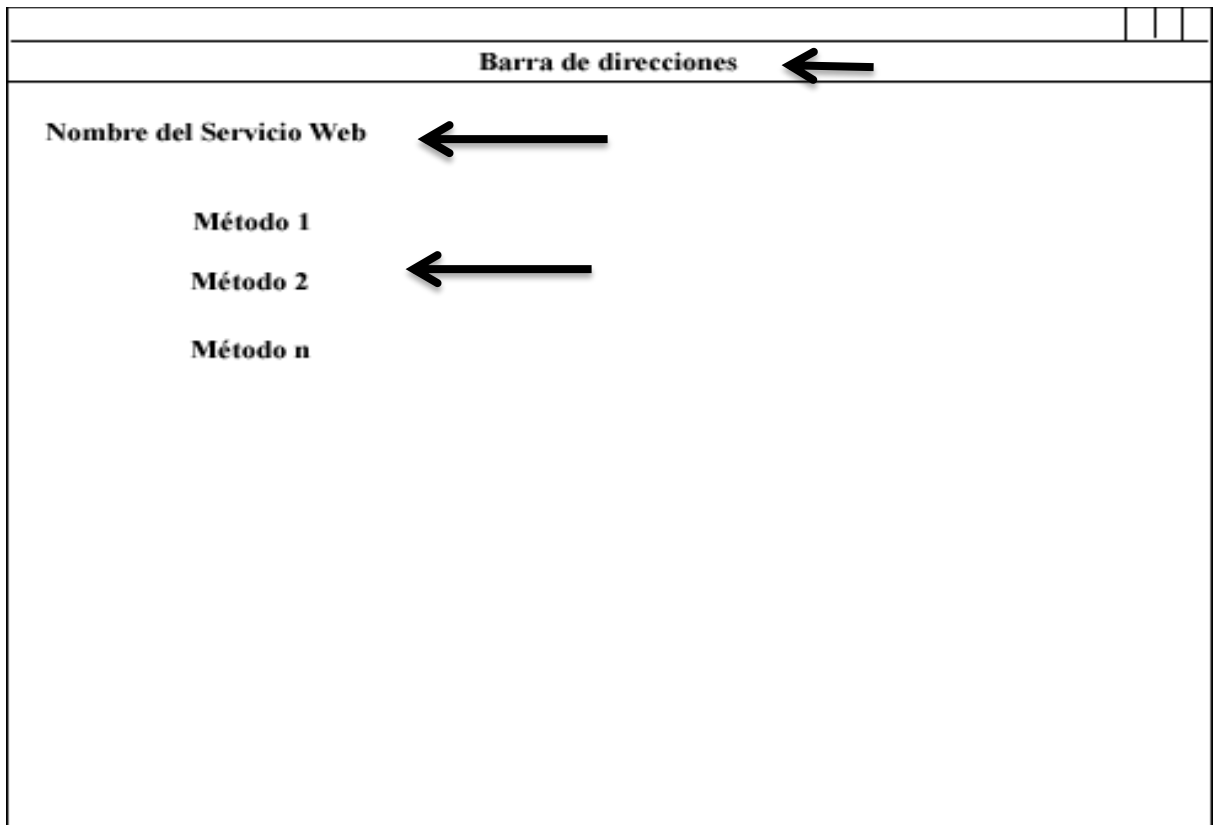 Barra de direcciones
Nombre del Servicio Web
Método 1
Método 2
Método n